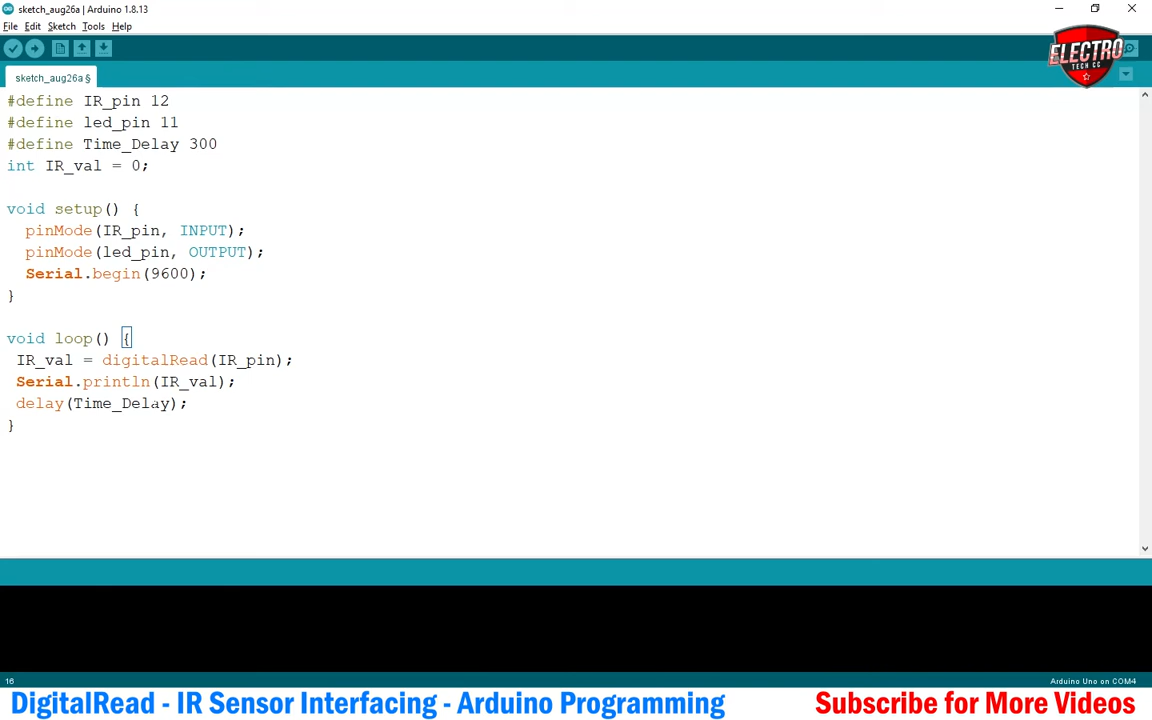 sketch_aug26a | Arduino 1.8.13
File Edit Sketch Tools Help
ELECTRO
TECH CC
sketch_aug26a §
#define IR_pin 12
#define led_pin 11
#define Time_Delay 300
int IR_val = 0;
void setup() {
pinMode(IR_pin, INPUT);
pinMode(led_pin, OUTPUT);
Serial.begin(9600);
}
void loop() {
IR_val = digitalRead(IR_pin);
Serial.println(IR_val);
delay(Time_Delay);
}
16
Arduino Uno on COM4
DigitalRead - IR Sensor Interfacing - Arduino Programming
Subscribe for More Videos